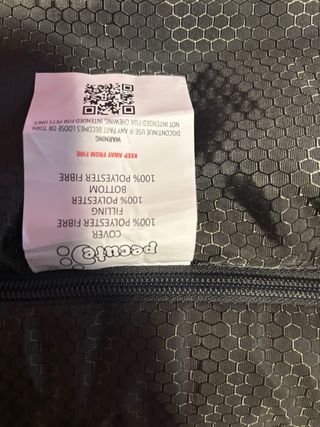 pecute
COVER
100% POLYESTER FIBRE
FILLING
100% POLYESTER
BOTTOM
100% POLYESTER FIBRE
KEEP AWAY FROM FIRE
WARNING
DISCONTINUE USE IF ANY PART BECOMES LOOSE OR TORN.
NOT INTENDED FOR CHEWING. INTENDED FOR PETS ONLY.